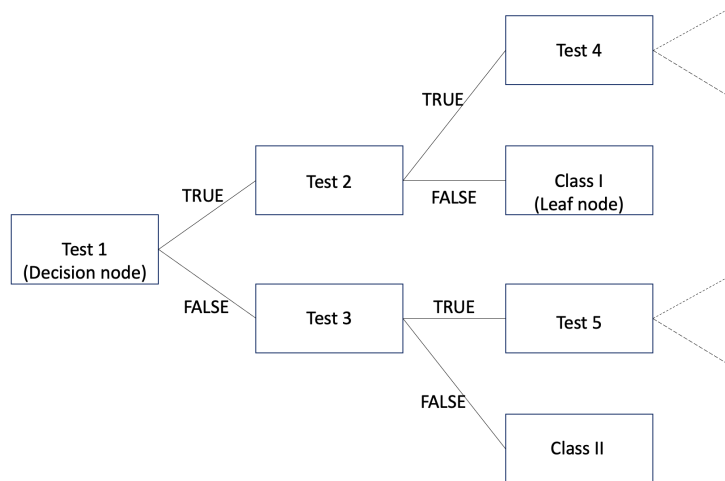 Test 4
TRUE
Test 2
Class I
(Leaf node)
TRUE
FALSE
Test 1
(Decision node)
FALSE
Test 3
TRUE
Test 5
FALSE
Class II